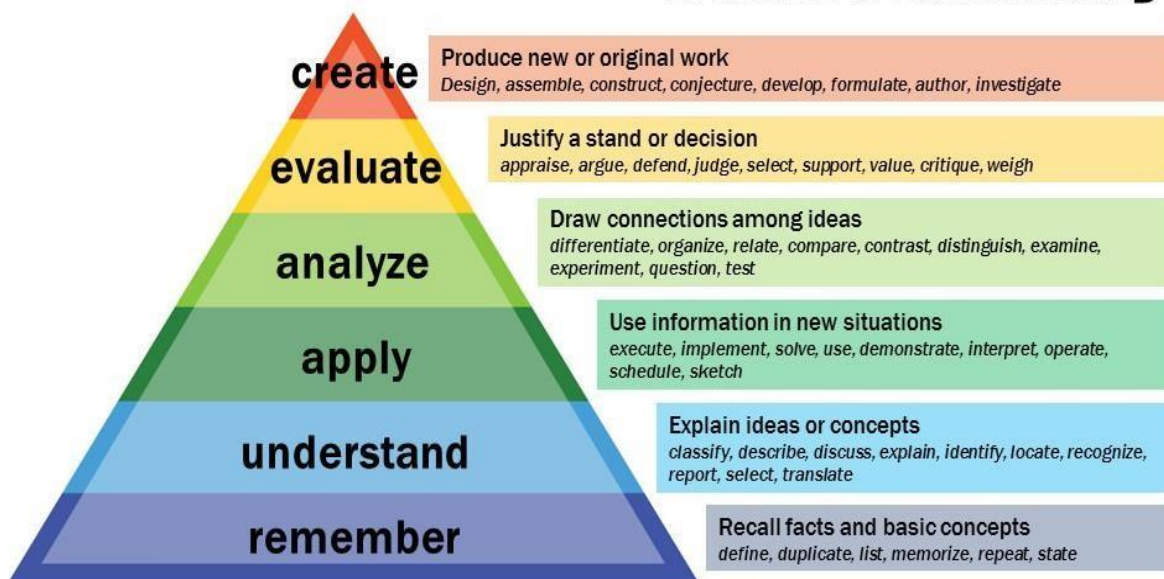 create
Produce new or original work
Design, assemble, construct, conjecture, develop, formulate, author, investigate
evaluate
Justify a stand or decision
appraise, argue, defend, judge, select, support, value, critique, weigh
analyze
Draw connections among ideas
differentiate, organize, relate, compare, contrast, distinguish, examine,
experiment, question, test
apply
Use information in new situations
execute, implement, solve, use, demonstrate, interpret, operate,
schedule, sketch
understand
Explain ideas or concepts
classify, describe, discuss, explain, identify, locate, recognize,
report, select, translate
remember
Recall facts and basic concepts
define, duplicate, list, memorize, repeat, state